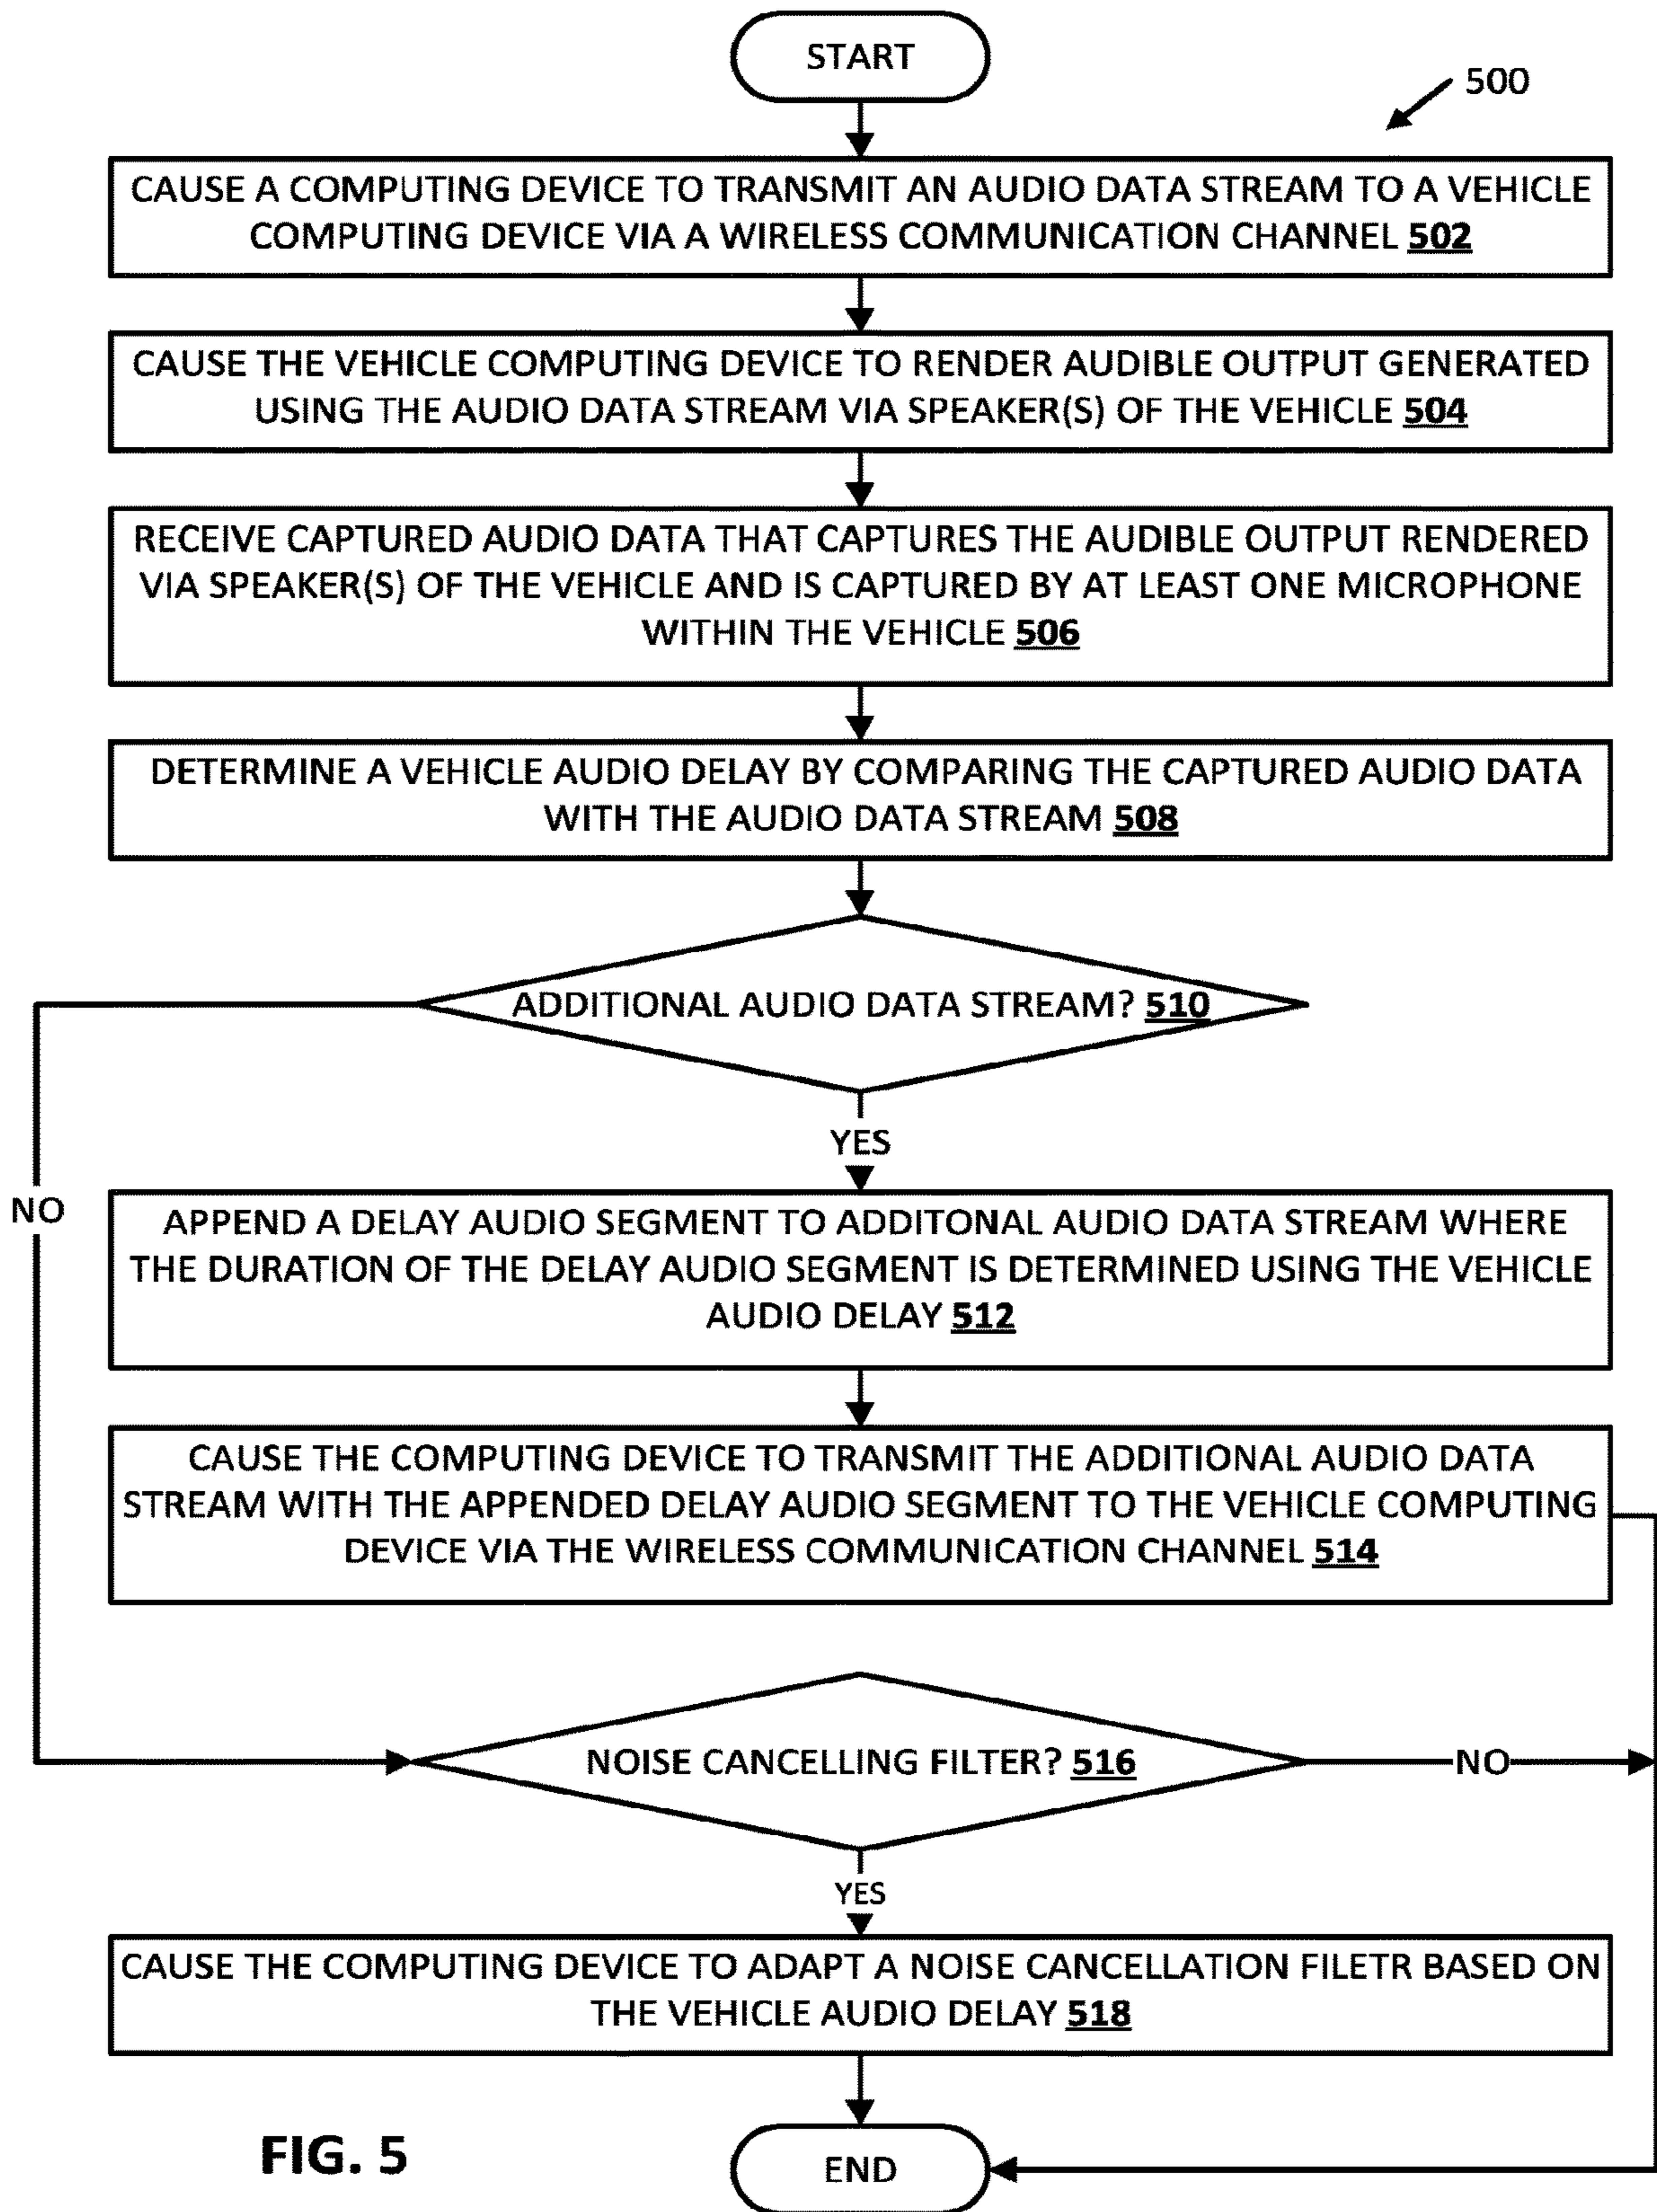 START
500
CAUSE A COMPUTING DEVICE TO TRANSMIT AN AUDIO DATA STREAM TO A VEHICLE
COMPUTING DEVICE VIA A WIRELESS COMMUNICATION CHANNEL 502
CAUSE THE VEHICLE COMPUTING DEVICE TO RENDER AUDIBLE OUTPUT GENERATED
USING THE AUDIO DATA STREAM VIA SPEAKER(S) OF THE VEHICLE 504
RECEIVE CAPTURED AUDIO DATA THAT CAPTURES THE AUDIBLE OUTPUT RENDERED
VIA SPEAKER(S) OF THE VEHICLE AND IS CAPTURED BY AT LEAST ONE MICROPHONE
WITHIN THE VEHICLE 506
DETERMINE A VEHICLE AUDIO DELAY BY COMPARING THE CAPTURED AUDIO DATA
WITH THE AUDIO DATA STREAM 508
ADDITIONAL AUDIO DATA STREAM? 510
YES
NO
APPEND A DELAY AUDIO SEGMENT TO ADDITONAL AUDIO DATA STREAM WHERE
THE DURATION OF THE DELAY AUDIO SEGMENT IS DETERMINED USING THE VEHICLE
AUDIO DELAY 512
CAUSE THE COMPUTING DEVICE TO TRANSMIT THE ADDITIONAL AUDIO DATA
STREAM WITH THE APPENDED DELAY AUDIO SEGMENT TO THE VEHICLE COMPUTING
DEVICE VIA THE WIRELESS COMMUNICATION CHANNEL 514
NOISE CANCELLING FILTER? 516
NO
YES
CAUSE THE COMPUTING DEVICE TO ADAPT A NOISE CANCELLATION FILETR BASED ON
THE VEHICLE AUDIO DELAY 518
FIG. 5
END